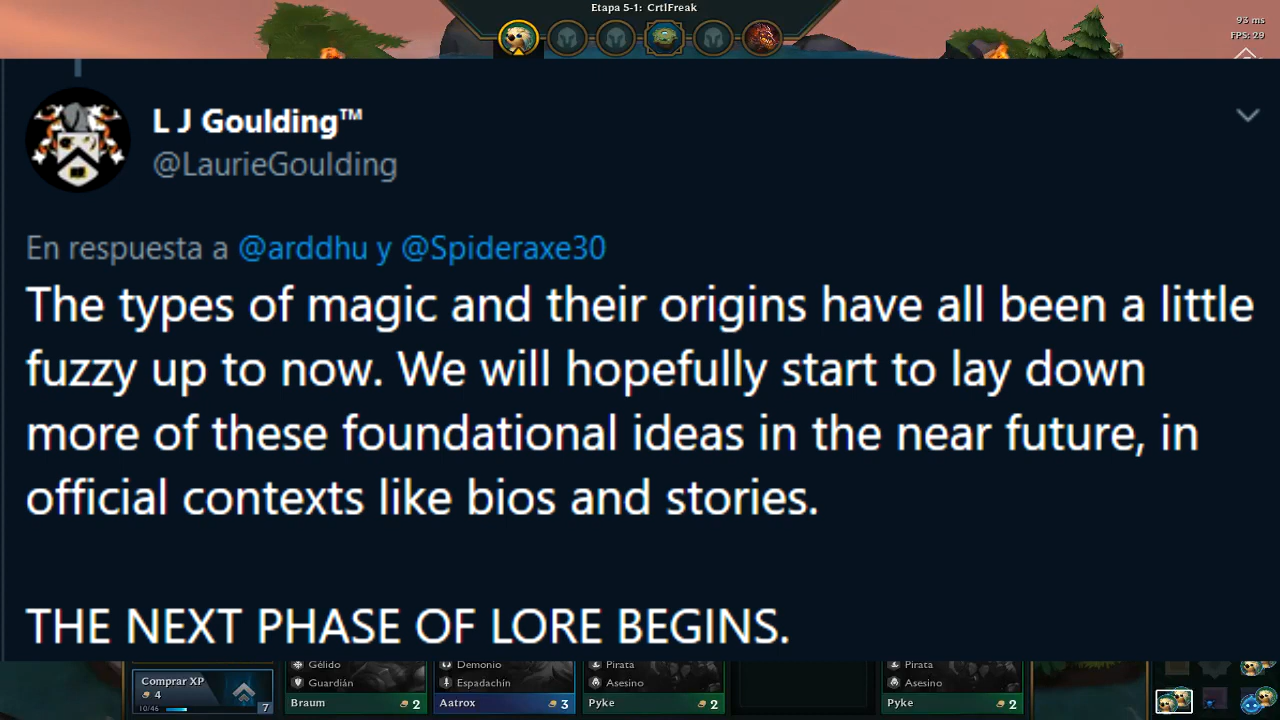 Etapa 5-1: CrtlFreak
93 ms
FPS: 29
L J Goulding™
@LaurieGoulding
En respuesta a @arddhu y @Spideraxe30
The types of magic and their origins have all been a little
fuzzy up to now. We will hopefully start to lay down
more of these foundational ideas in the near future, in
official contexts like bios and stories.
THE NEXT PHASE OF LORE BEGINS.
Gélido Demonio Pirata Pirata
Comprar XP Guardián Espadachín Asesino Asesino
4
10/46 7 Braum 2 Aatrox 3 Pyke 2 Pyke 2